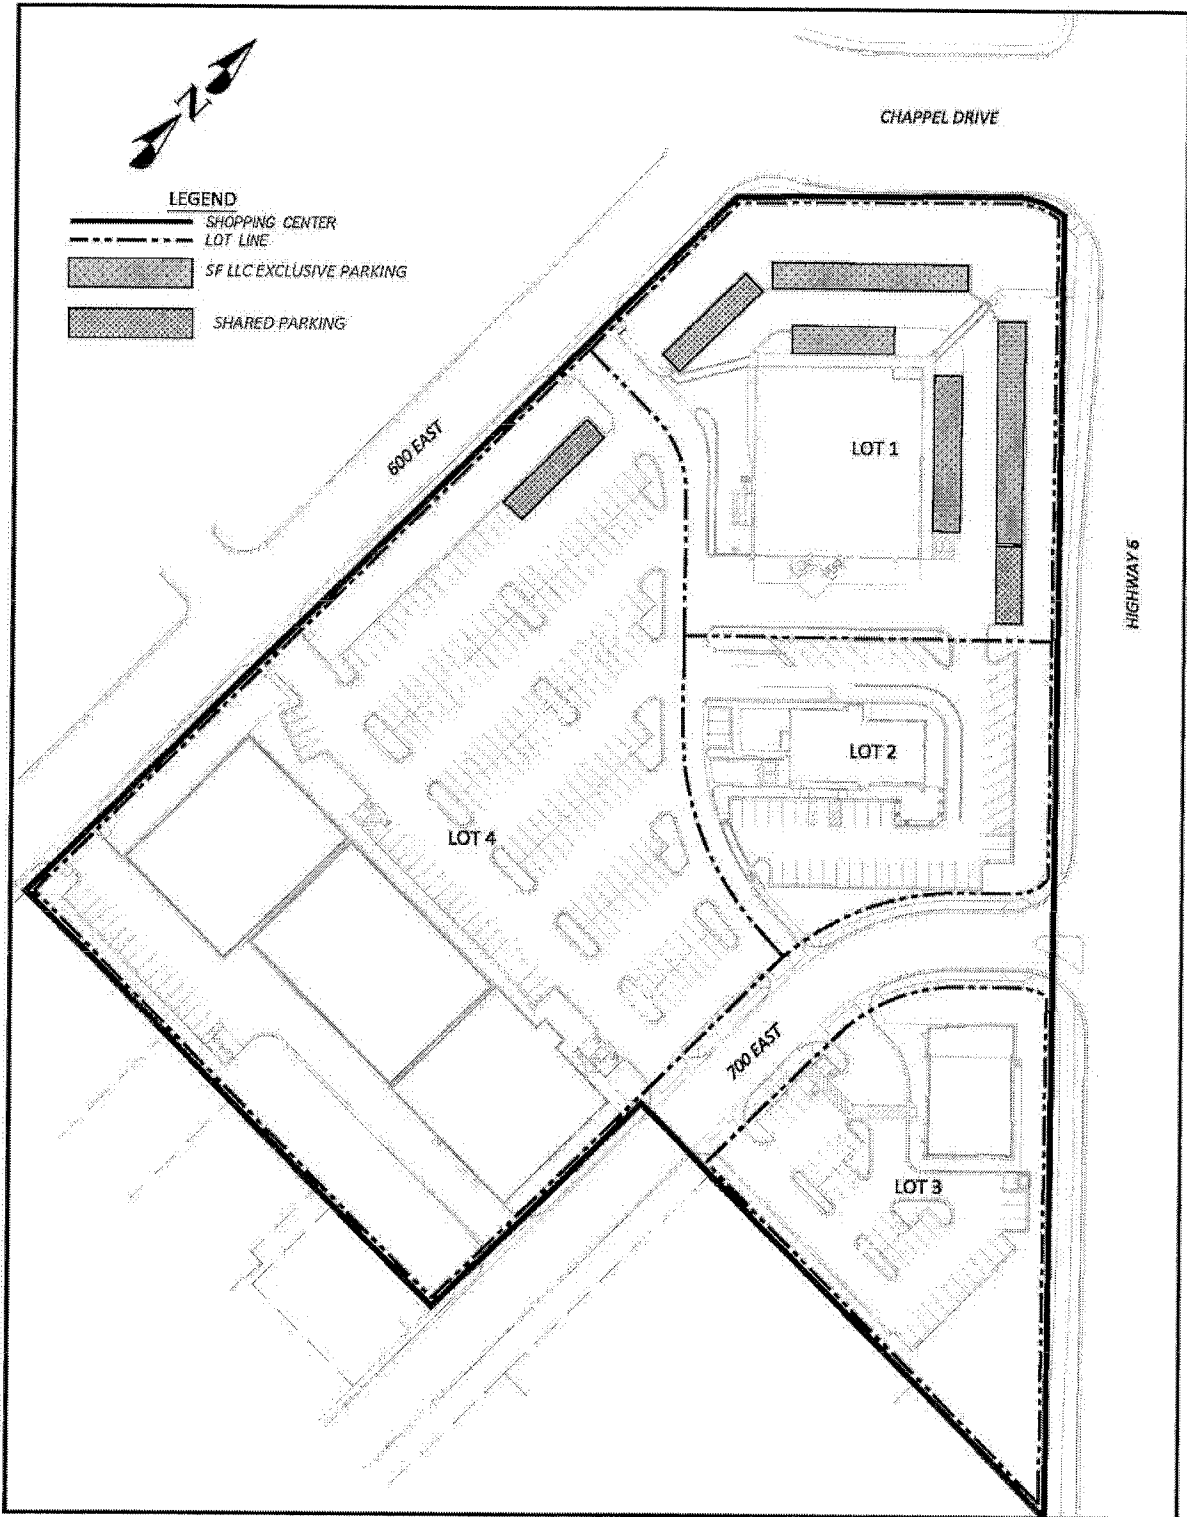 CHAPPEL DRIVE
N
LEGEND
SHOPPING CENTER
LOT LINE
SF LLC EXCLUSIVE PARKING
SHARED PARKING
600 EAST
LOT 1
HIGHWAY 6
LOT 2
LOT 4
700 EAST
LOT 3